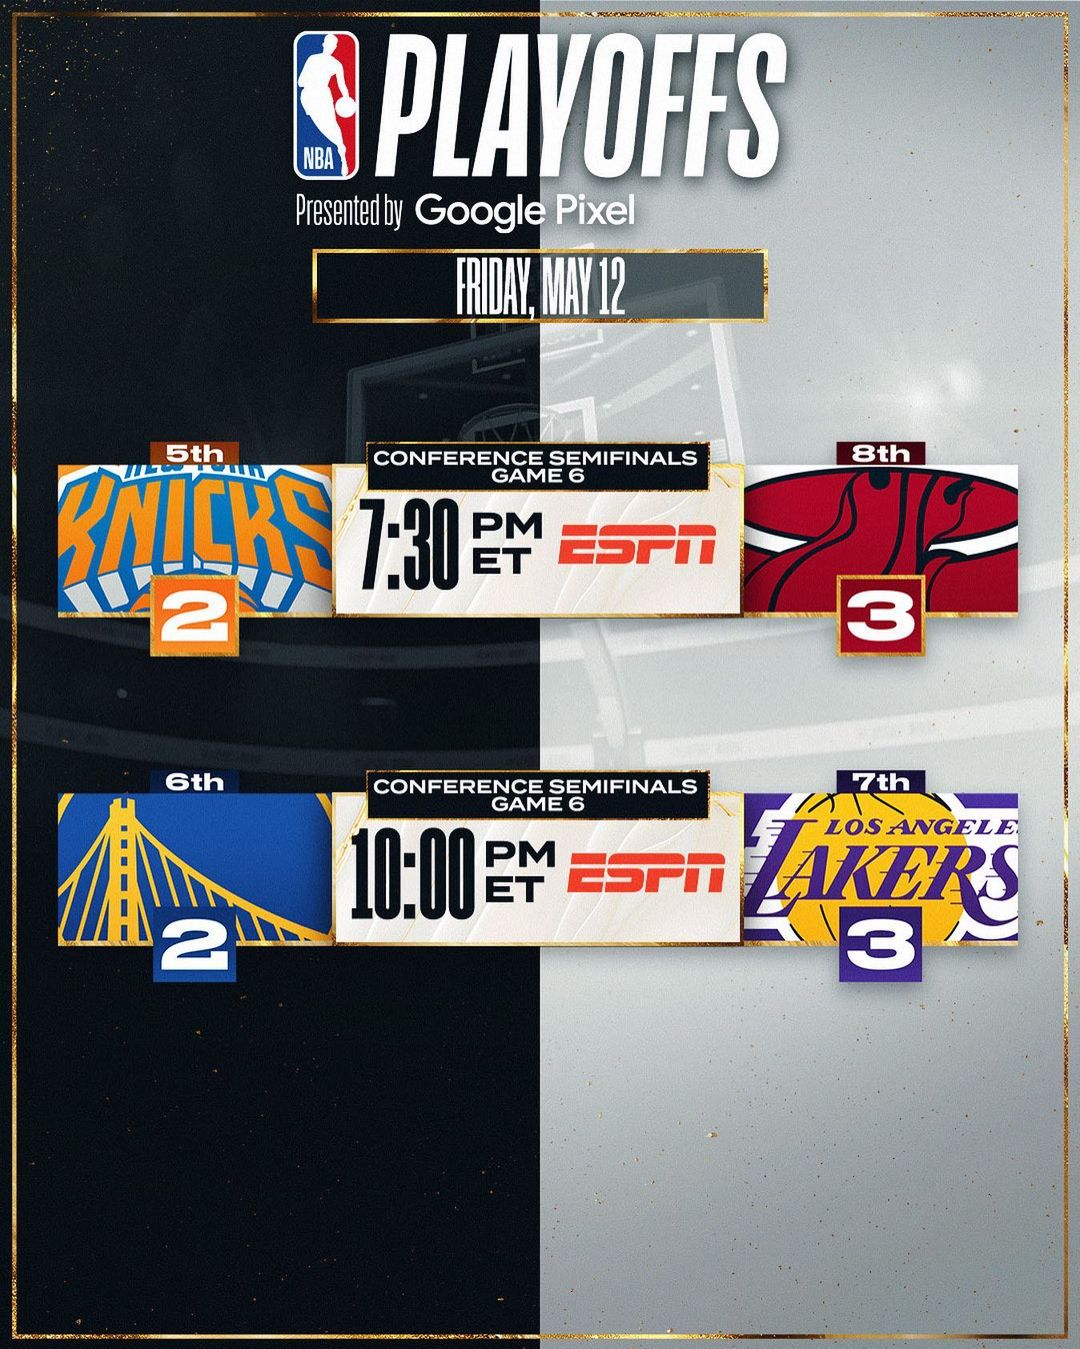 NBA
PLAYOFFS
Presented by Google Pixel
FRIDAY, MAY 12
5th
CONFERENCE SEMIFINALS
GAME 6
8th
NEW YORK
KNICKS
7:30 PM ET
ESPN
2
3
6th
CONFERENCE SEMIFINALS
GAME 6
7th
10:00 PM ET
ESPN
LOS ANGELES
LAKERS
2
3